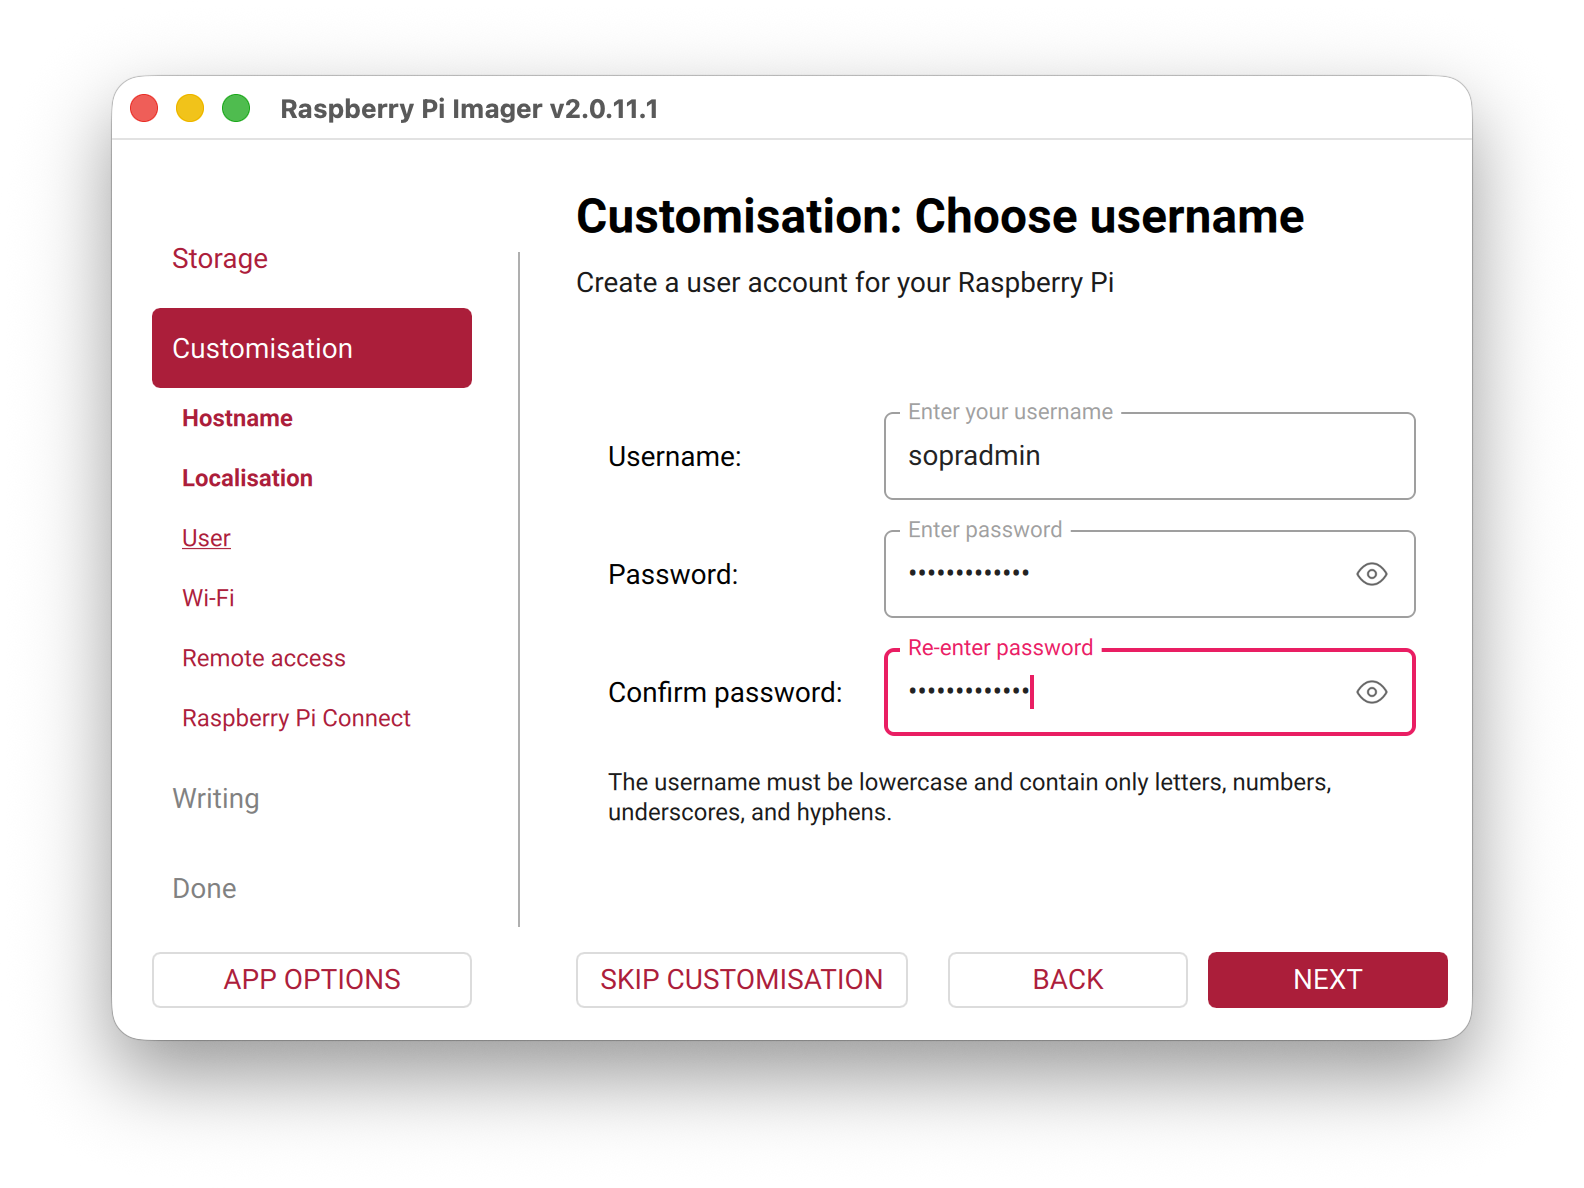 Raspberry Pi Imager v2.0.11.1
Storage
Customisation
Hostname
Localisation
User
Wi-Fi
Remote access
Raspberry Pi Connect
Writing
Done
APP OPTIONS
Customisation: Choose username
Create a user account for your Raspberry Pi
Username:
Enter your username
sopradmin
Password:
Enter password
•••••••••••••
Confirm password:
Re-enter password
•••••••••••••
The username must be lowercase and contain only letters, numbers,
underscores, and hyphens.
SKIP CUSTOMISATION
BACK
NEXT